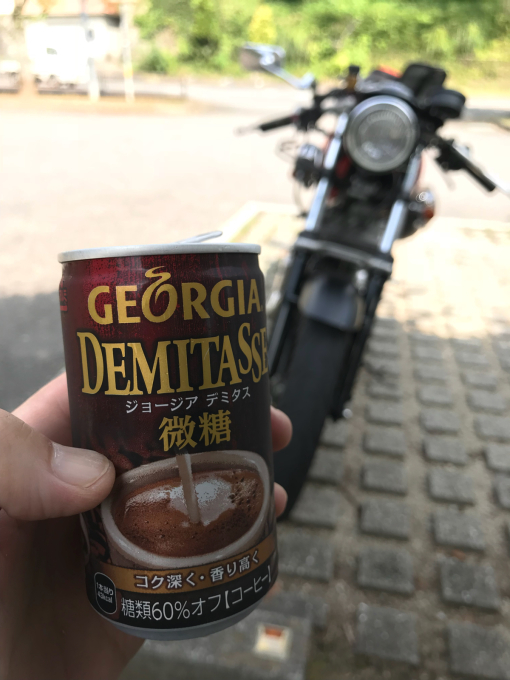 GEORGIA
DEMITASSE
ジョージア デミタス
微糖
コク深く・香り高く
糖類60%オフ【コーヒー】